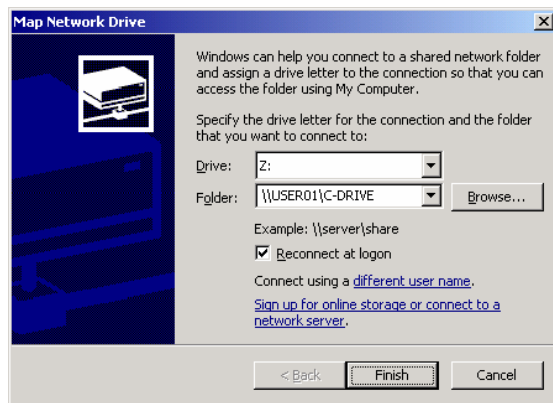 Map Network Drive
Windows can help you connect to a shared network folder
and assign a drive letter to the connection so that you can
access the folder using My Computer.
Specify the drive letter for the connection and the folder
that you want to connect to:
Drive: Z:
Folder: \\USER01\C-DRIVE Browse...
Example: \\server\share
Reconnect at logon
Connect using a different user name.
Sign up for online storage or connect to a
network server.
< Back Finish Cancel